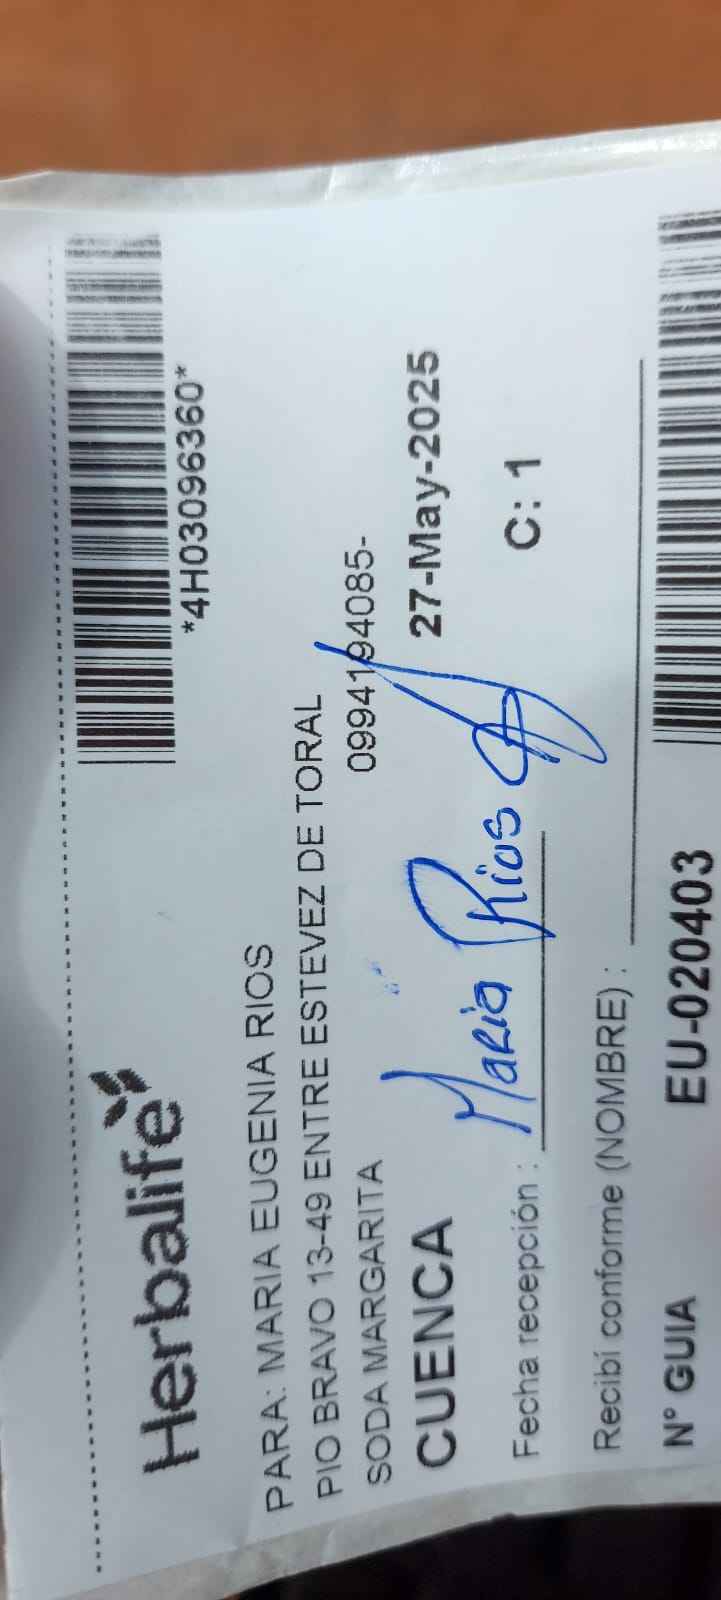 Herbalife
*4H03096360*
PARA: MARIA EUGENIA RIOS
PIO BRAVO 13-49 ENTRE ESTEVEZ DE TORAL
SODA MARGARITA 0994194085-
CUENCA 27-May-2025
Maria Rios
Fecha recepción : C: 1
Recibí conforme (NOMBRE) :
N° GUIA EU-020403